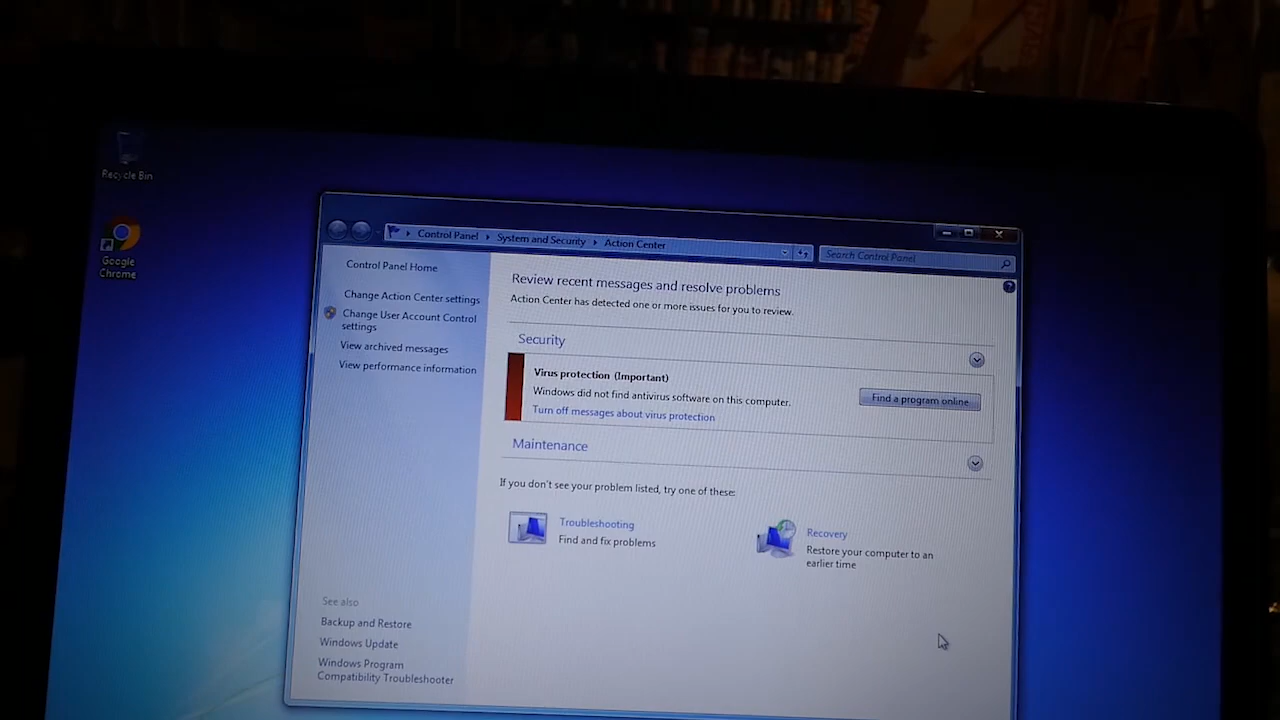 Recycle Bin
Google
Chrome
Control Panel
System and Security
Action Center
Search Control Panel
Control Panel Home
Change Action Center settings
Change User Account Control
settings
View archived messages
View performance information
See also
Backup and Restore
Windows Update
Windows Program
Compatibility Troubleshooter
Review recent messages and resolve problems
Action Center has detected one or more issues for you to review.
Security
Virus protection (Important)
Windows did not find antivirus software on this computer.
Find a program online
Turn off messages about virus protection
Maintenance
If you don't see your problem listed, try one of these:
Troubleshooting
Find and fix problems
Recovery
Restore your computer to an
earlier time